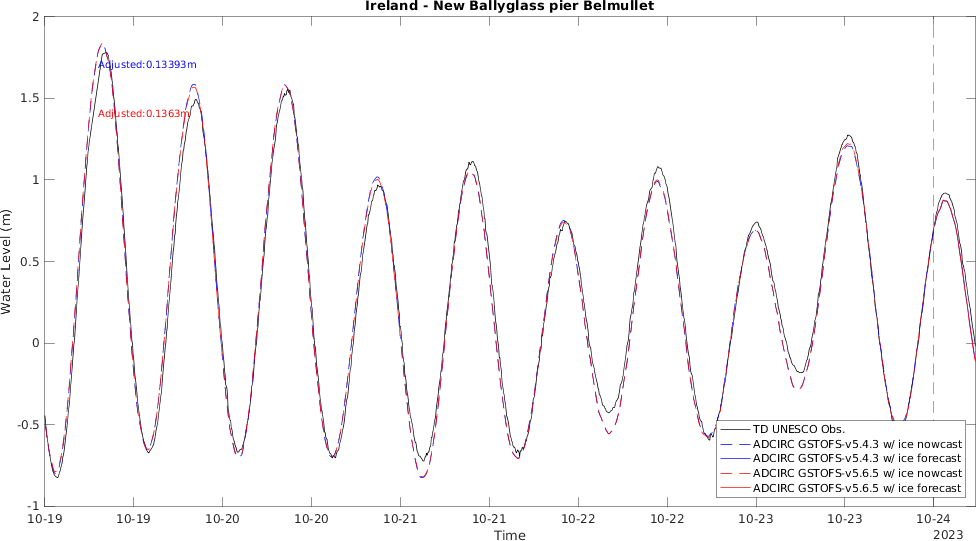 Ireland - New Ballyglass pier Belmullet
2
1.5
1
0.5
0
-0.5
-1
Water Level (m)
Adjusted:0.13393m
Adjusted:0.1363m
TD UNESCO Obs.
ADCIRC GSTOFS-v5.4.3 w/ ice nowcast
ADCIRC GSTOFS-v5.4.3 w/ ice forecast
ADCIRC GSTOFS-v5.6.5 w/ ice nowcast
ADCIRC GSTOFS-v5.6.5 w/ ice forecast
10-19 10-19 10-20 10-20 10-21 10-21 10-22 10-22 10-23 10-23 10-24
Time
2023